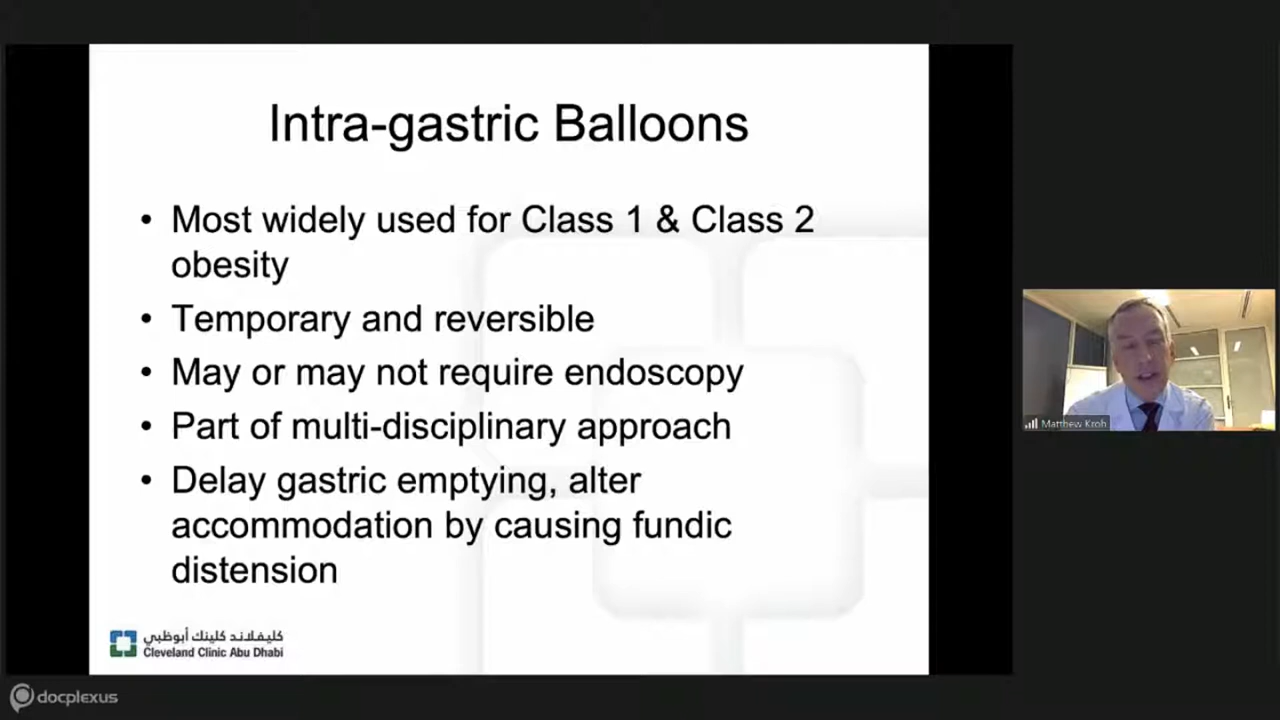 Intra-gastric Balloons
• Most widely used for Class 1 & Class 2
obesity
• Temporary and reversible
• May or may not require endoscopy
• Part of multi-disciplinary approach
• Delay gastric emptying, alter
accommodation by causing fundic
distension
كليفلاند كلينك أبوظبي
Cleveland Clinic Abu Dhabi
Matthew Kroh
docplexus